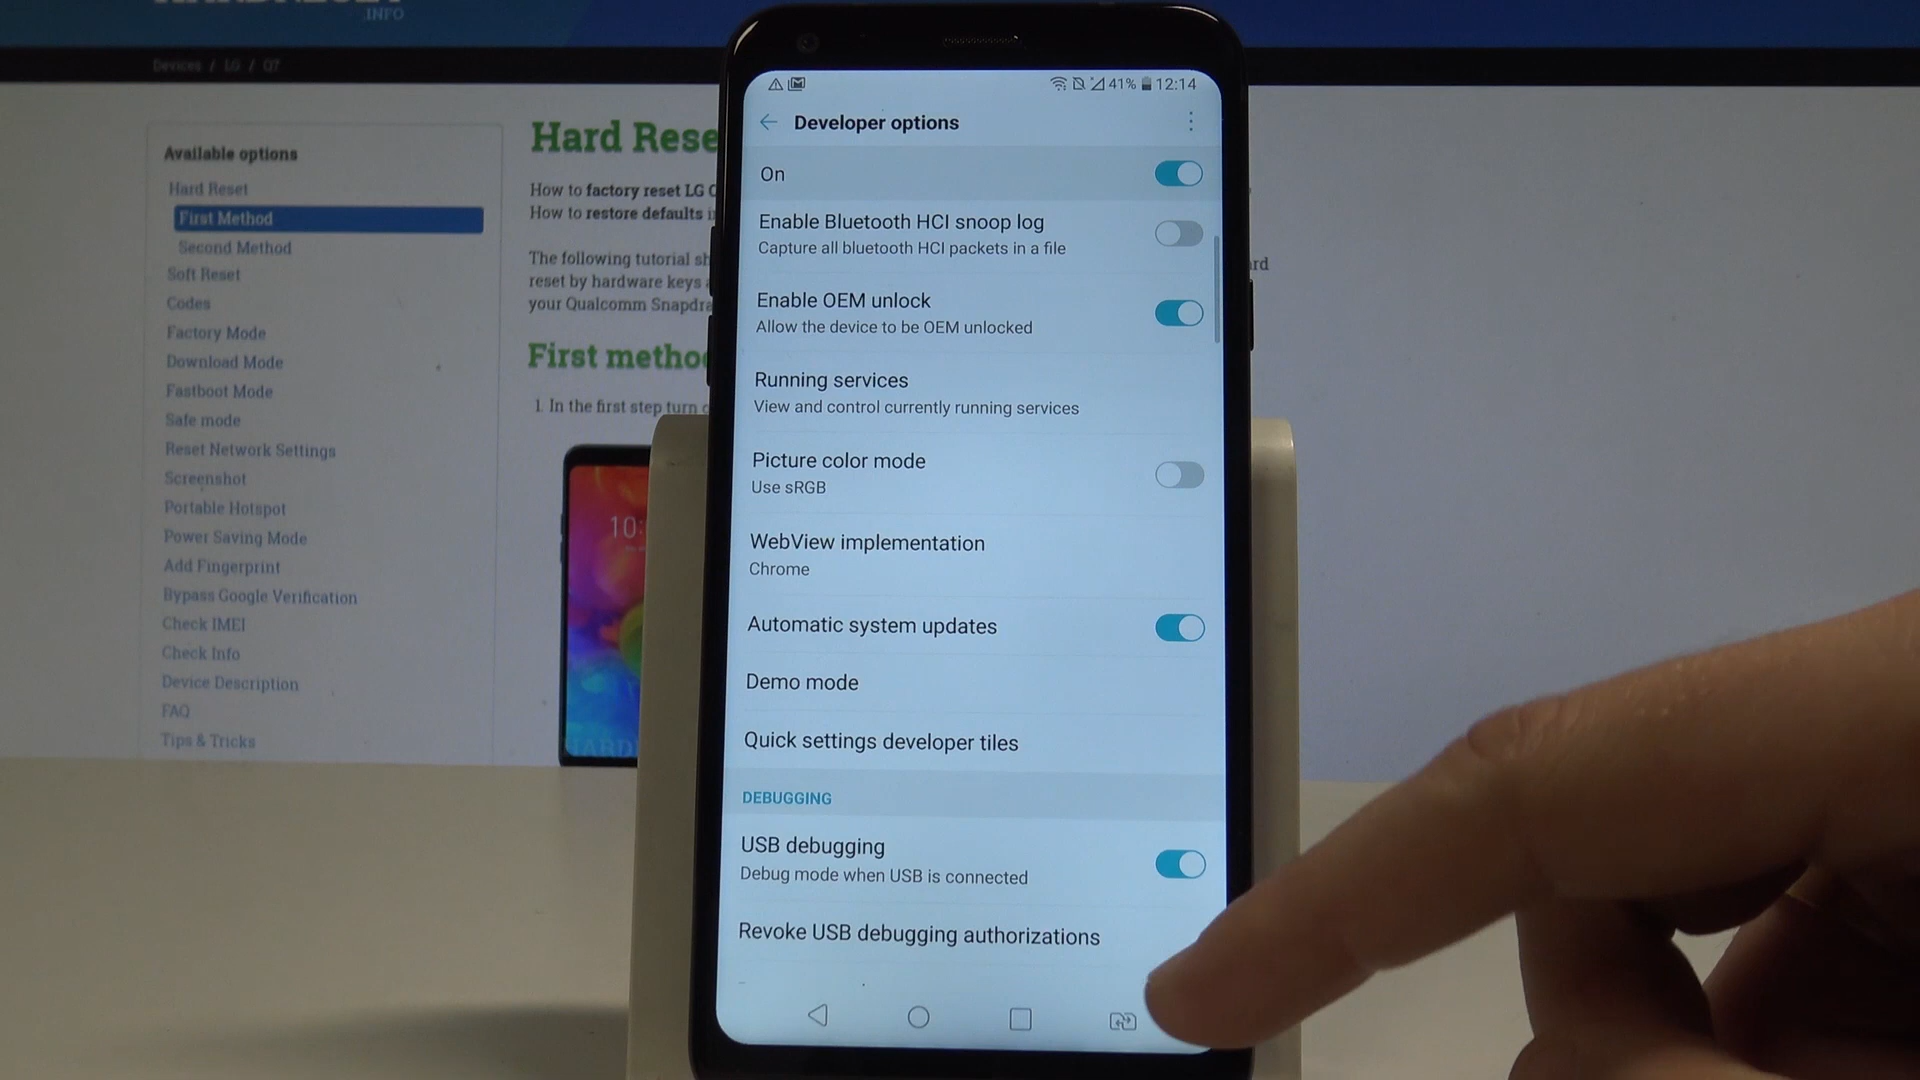 .INFO
Devices / LG / Q7
Available options
Hard Reset
First Method
Second Method
Soft Reset
Codes
Factory Mode
Download Mode
Fastboot Mode
Safe mode
Reset Network Settings
Screenshot
Portable Hotspot
Power Saving Mode
Add Fingerprint
Bypass Google Verification
Check IMEI
Check Info
Device Description
FAQ
Tips & Tricks
Hard Rese
How to factory reset LG
How to restore defaults
The following tutorial
reset by hardware keys
your Qualcomm
First
1. In the first step turn
10:
41% 12:14
Developer options
On
Enable Bluetooth HCI snoop log
Capture all bluetooth HCI packets in a file
Enable OEM unlock
Allow the device to be OEM unlocked
Running services
View and control currently running services
Picture color mode
Use sRGB
WebView implementation
Chrome
Automatic system updates
Demo mode
Quick settings developer tiles
DEBUGGING
USB debugging
Debug mode when USB is connected
Revoke USB debugging authorizations